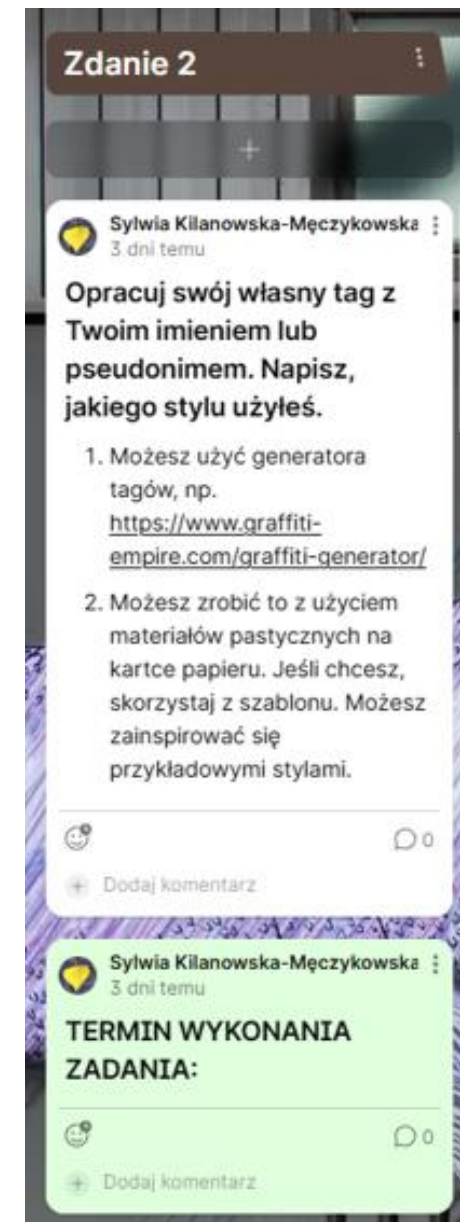 Zdanie 2
+
Sylwia Kilanowska-Męczykowska
3 dni temu
Opracuj swój własny tag z
Twoim imieniem lub
pseudonimem. Napisz,
jakiego stylu użyłeś.
1. Możesz użyć generatora
tagów, np.
https://www.graffiti-
empire.com/graffiti-generator/
2. Możesz zrobić to z użyciem
materiałów pastycznych na
kartce papieru. Jeśli chcesz,
skorzystaj z szablonu. Możesz
zainspirować się
przykładowymi stylami.
0
+ Dodaj komentarz
Sylwia Kilanowska-Męczykowska
3 dni temu
TERMIN WYKONANIA
ZADANIA:
0
+ Dodaj komentarz